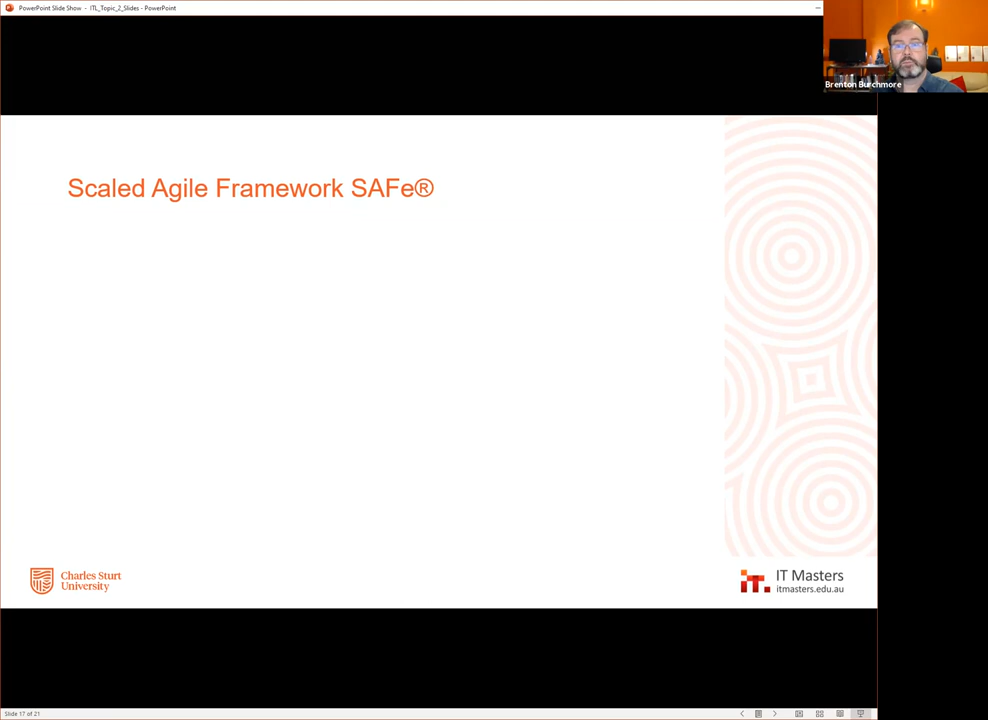 PowerPoint Slide Show - ITL_Topic_2_Slides - PowerPoint
Brenton Burchmore
Scaled Agile Framework SAFe®
Charles Sturt
University
iT.
IT Masters
itmasters.edu.au
Slide 17 of 21